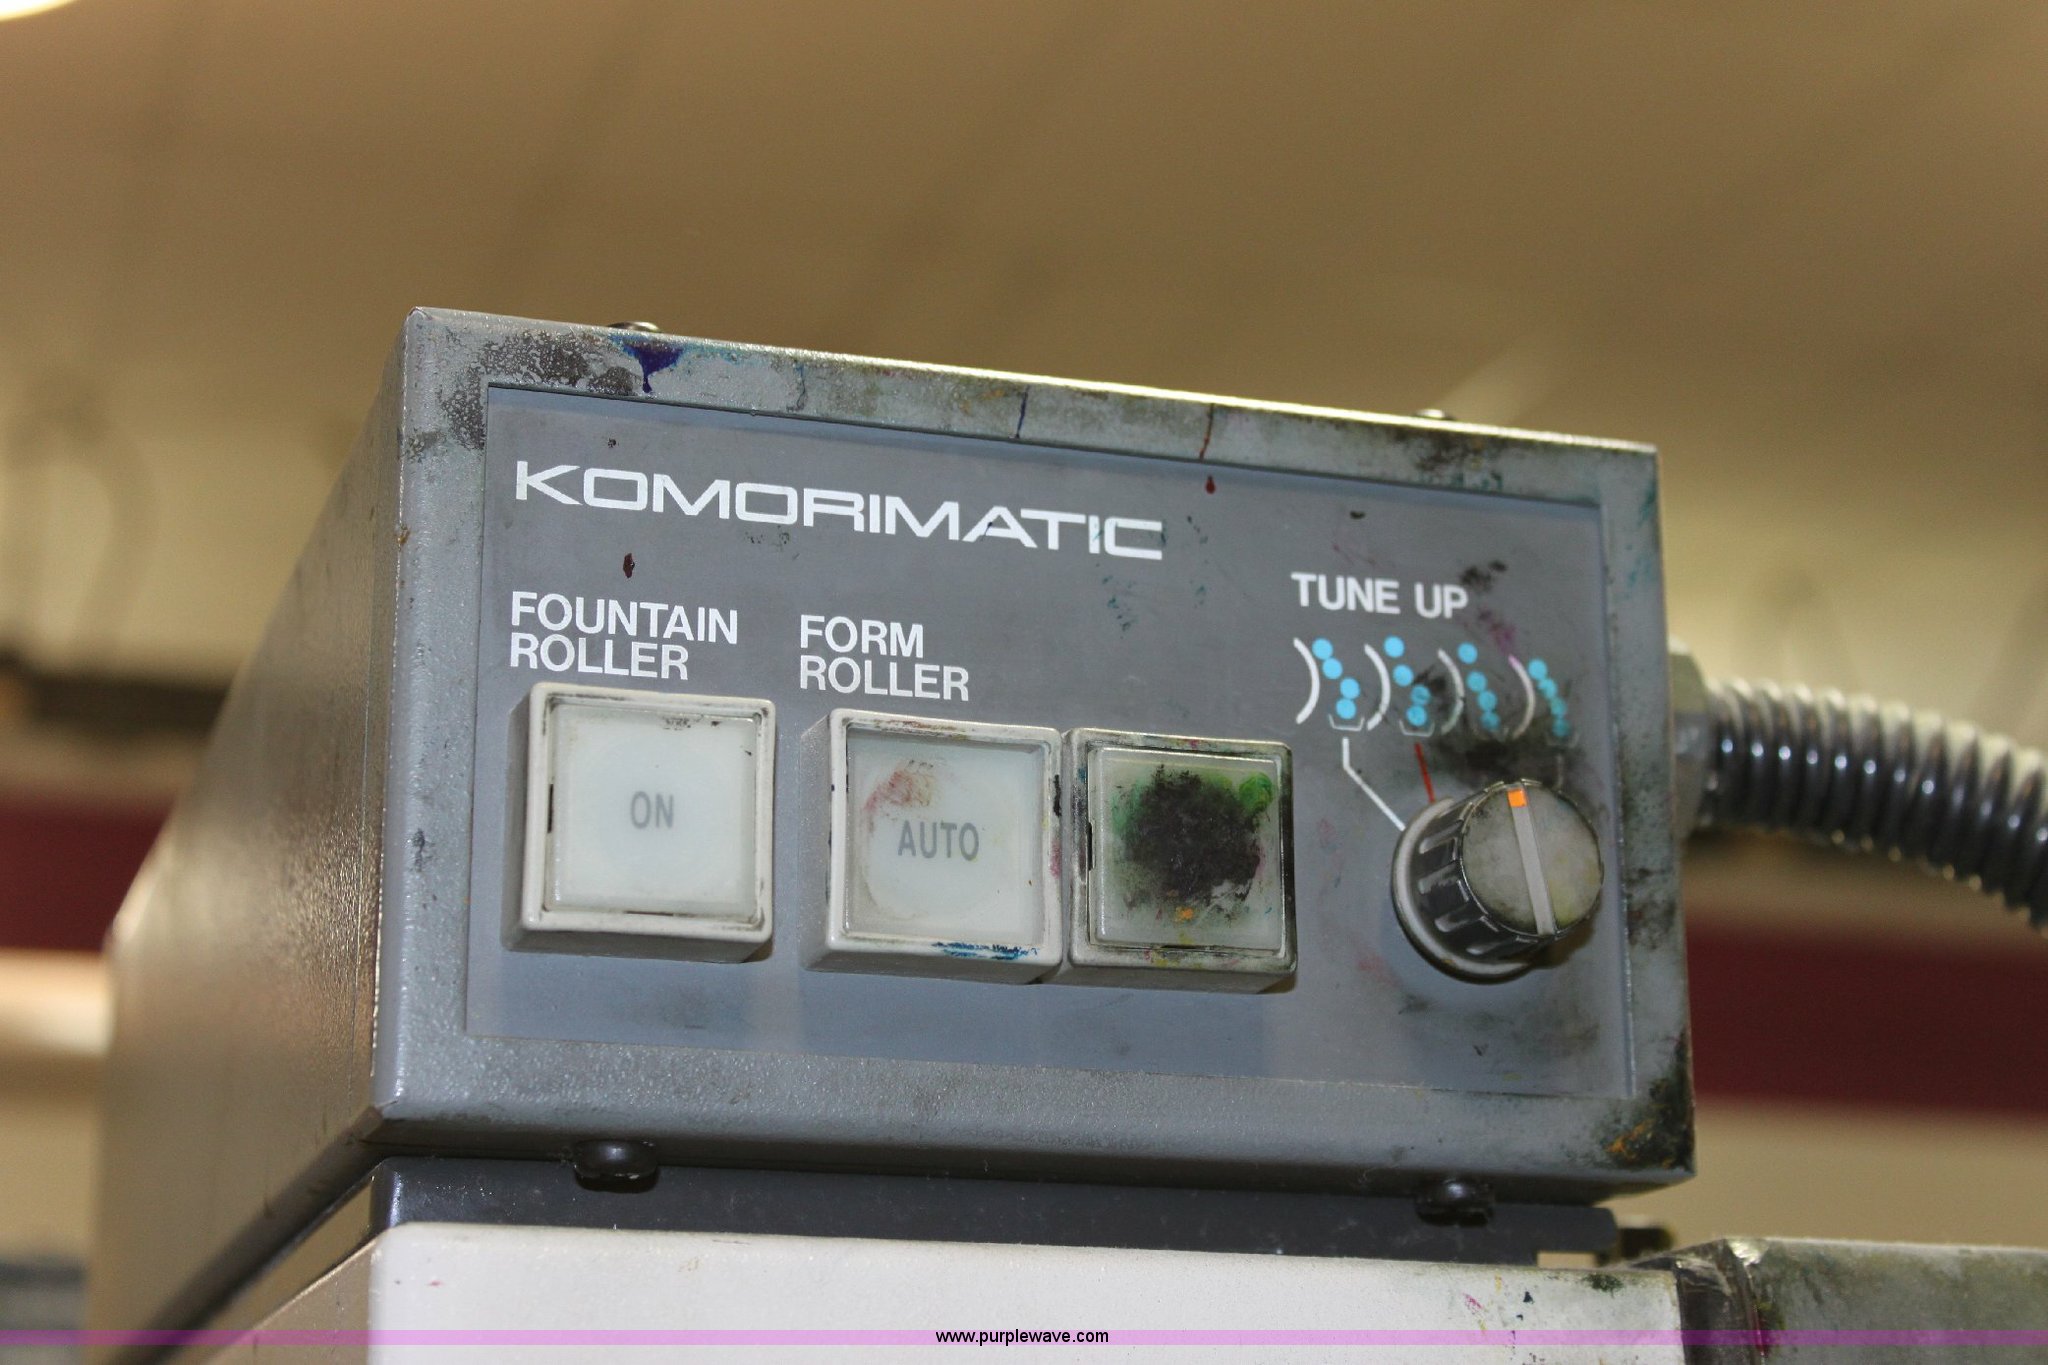 KOMORIMATIC
FOUNTAIN
ROLLER
FORM
ROLLER
TUNE UP
ON
AUTO
www.purplewave.com